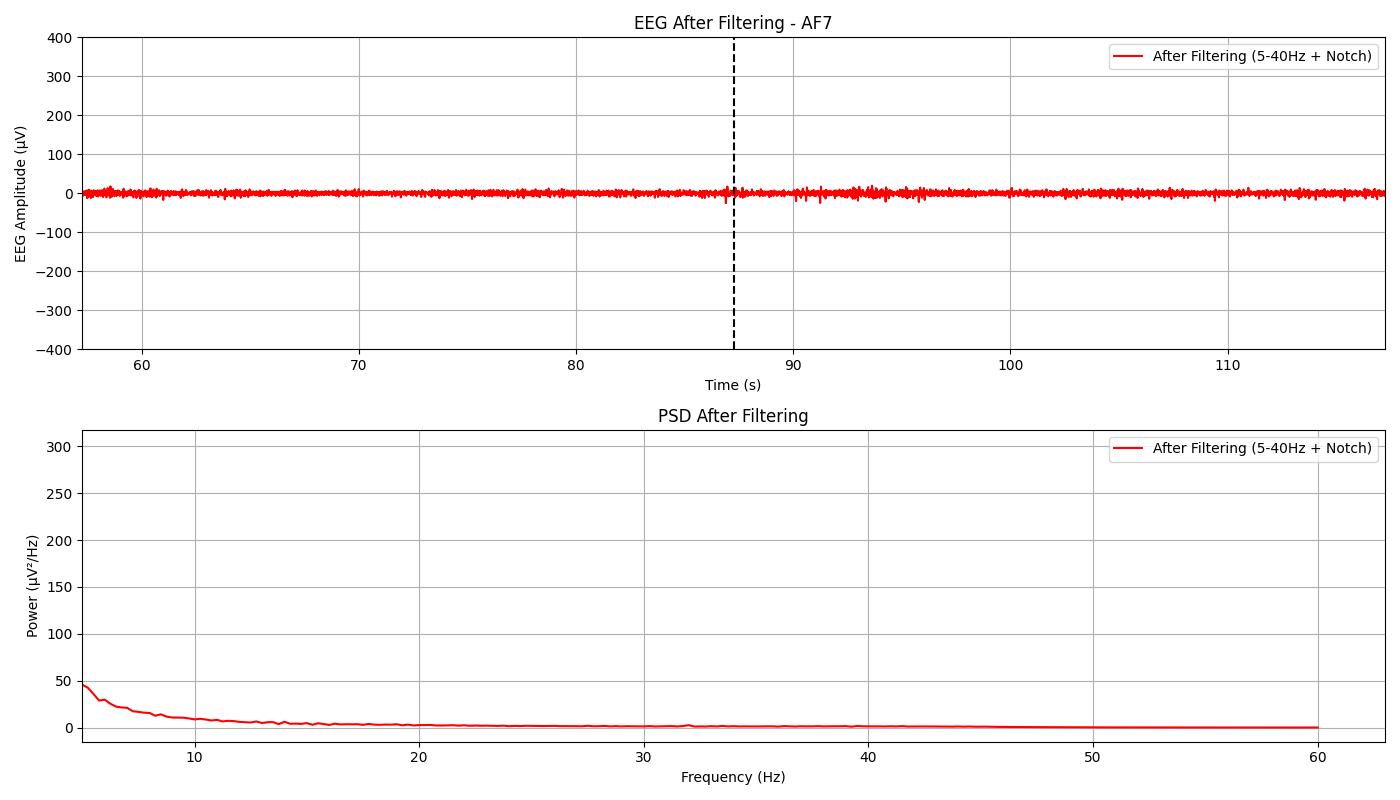 EEG After Filtering - AF7
After Filtering (5-40Hz + Notch)
EEG Amplitude (µV)
400
300
200
100
0
−100
−200
−300
−400
60 70 80 90 100 110
Time (s)
PSD After Filtering
After Filtering (5-40Hz + Notch)
Power (µV²/Hz)
300
250
200
150
100
50
0
10 20 30 40 50 60
Frequency (Hz)